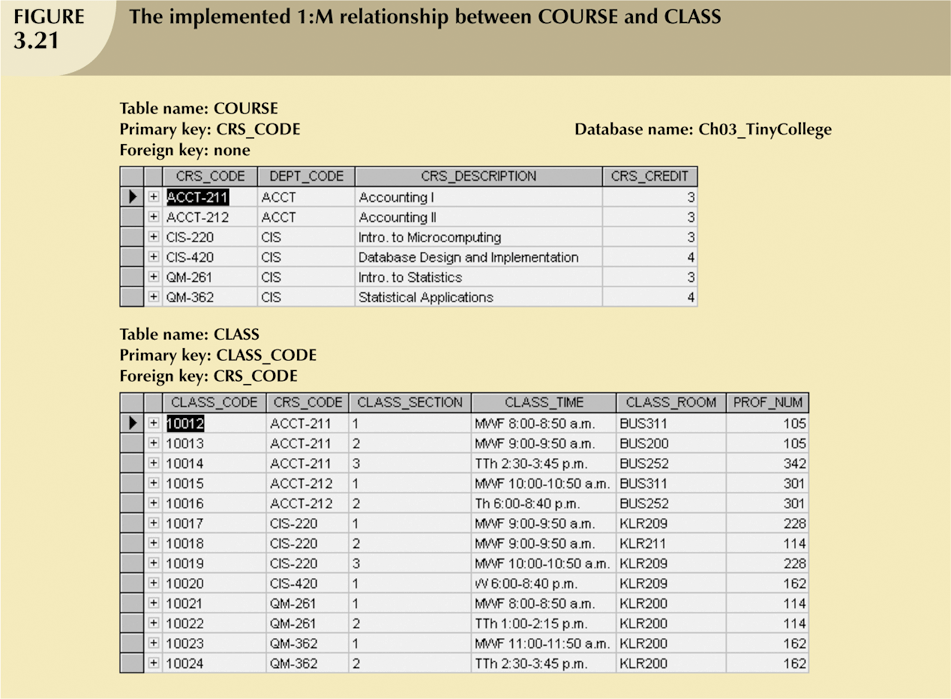 FIGURE 3.21
The implemented 1:M relationship between COURSE and CLASS
Table name: COURSE
Primary key: CRS_CODE
Database name: Ch03_TinyCollege
Foreign key: none
CRS_CODE DEPT_CODE CRS_DESCRIPTION CRS_CREDIT
ACCT-211 ACCT Accounting I 3
ACCT-212 ACCT Accounting II 3
CIS-220 CIS Intro. to Microcomputing 3
CIS-420 CIS Database Design and Implementation 4
QM-261 CIS Intro. to Statistics 3
QM-362 CIS Statistical Applications 4
Table name: CLASS
Primary key: CLASS_CODE
Foreign key: CRS_CODE
CLASS_CODE CRS_CODE CLASS_SECTION CLASS_TIME CLASS_ROOM PROF_NUM
10012 ACCT-211 1 MWF 8:00-8:50 a.m. BUS311 105
10013 ACCT-211 2 MWF 9:00-9:50 a.m. BUS200 105
10014 ACCT-211 3 TTh 2:30-3:45 p.m. BUS252 342
10015 ACCT-212 1 MWF 10:00-10:50 a.m. BUS311 301
10016 ACCT-212 2 Th 6:00-8:40 p.m. BUS252 301
10017 CIS-220 1 MWF 9:00-9:50 a.m. KLR209 228
10018 CIS-220 2 MWF 9:00-9:50 a.m. KLR211 114
10019 CIS-220 3 MWF 10:00-10:50 a.m. KLR209 228
10020 CIS-420 1 W 6:00-8:40 p.m. KLR209 162
10021 QM-261 1 MWF 8:00-8:50 a.m. KLR200 114
10022 QM-261 2 TTh 1:00-2:15 p.m. KLR200 114
10023 QM-362 1 MWF 11:00-11:50 a.m. KLR200 162
10024 QM-362 2 TTh 2:30-3:45 p.m. KLR200 162